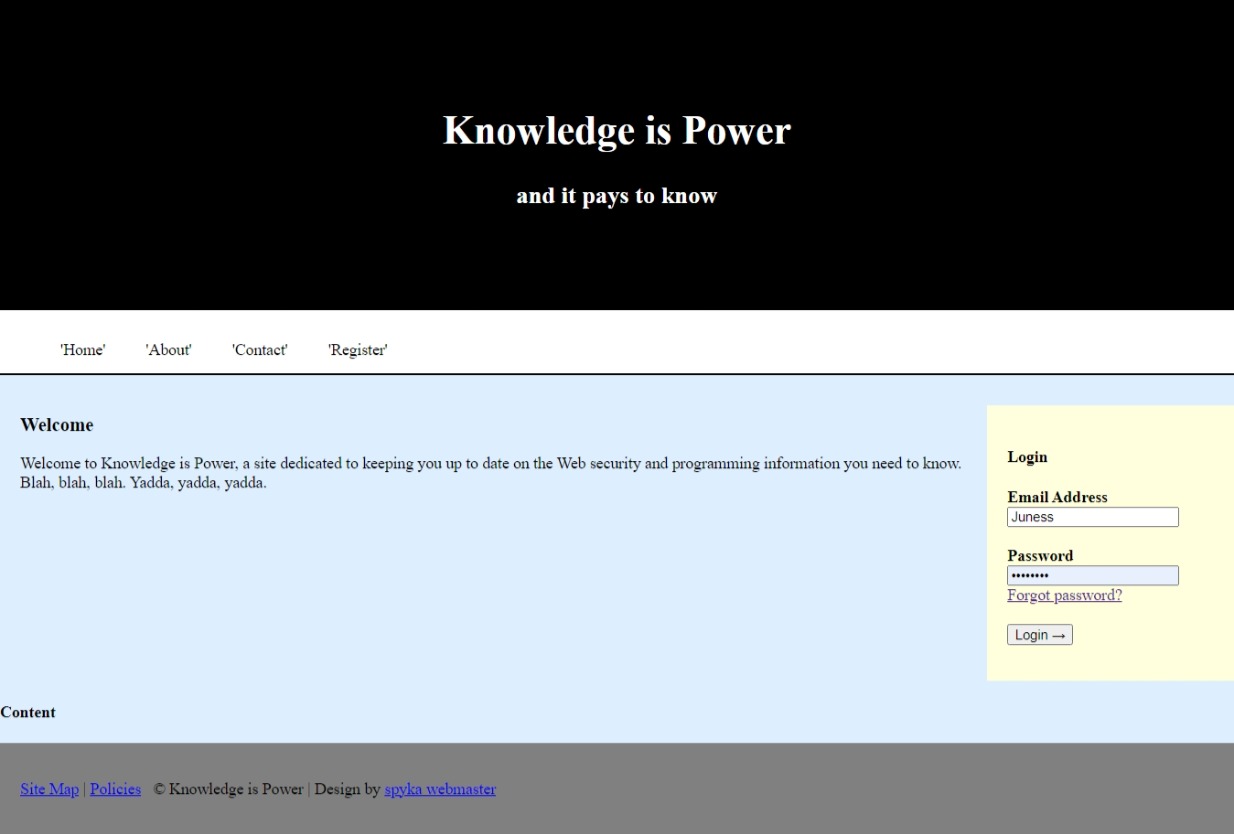 Knowledge is Power
and it pays to know
'Home' 'About' 'Contact' 'Register'
Welcome
Welcome to Knowledge is Power, a site dedicated to keeping you up to date on the Web security and programming information you need to know.
Blah, blah, blah. Yadda, yadda, yadda.
Login
Email Address
Juness
Password
••••••••
Forgot password?
Login →
Content
Site Map | Policies © Knowledge is Power | Design by spyka webmaster